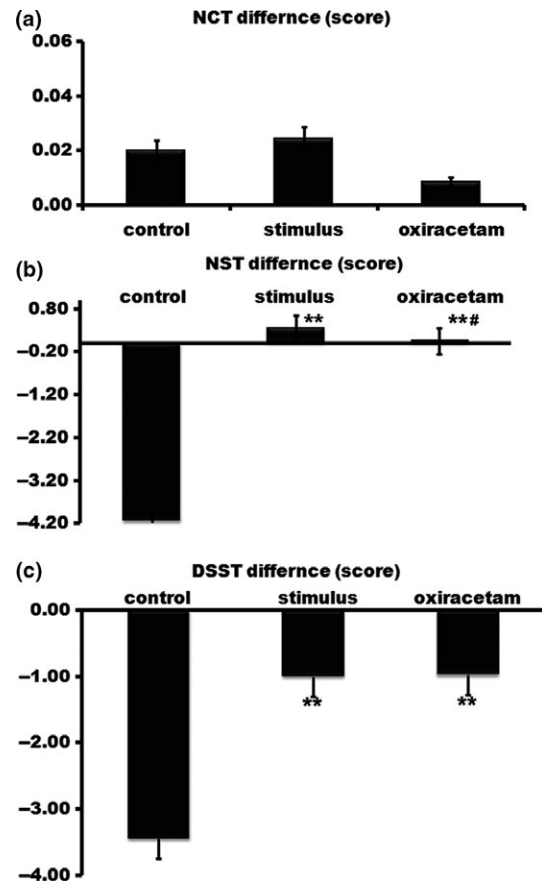 (a) NCT differnce (score)
0.06
0.04
0.02
0.00
control stimulus oxiracetam
(b) NST differnce (score)
control stimulus oxiracetam
0.80
** **#
−0.20
−1.20
−2.20
−3.20
−4.20
(c) DSST differnce (score)
control stimulus oxiracetam
0.00
−1.00
** **
−2.00
−3.00
−4.00